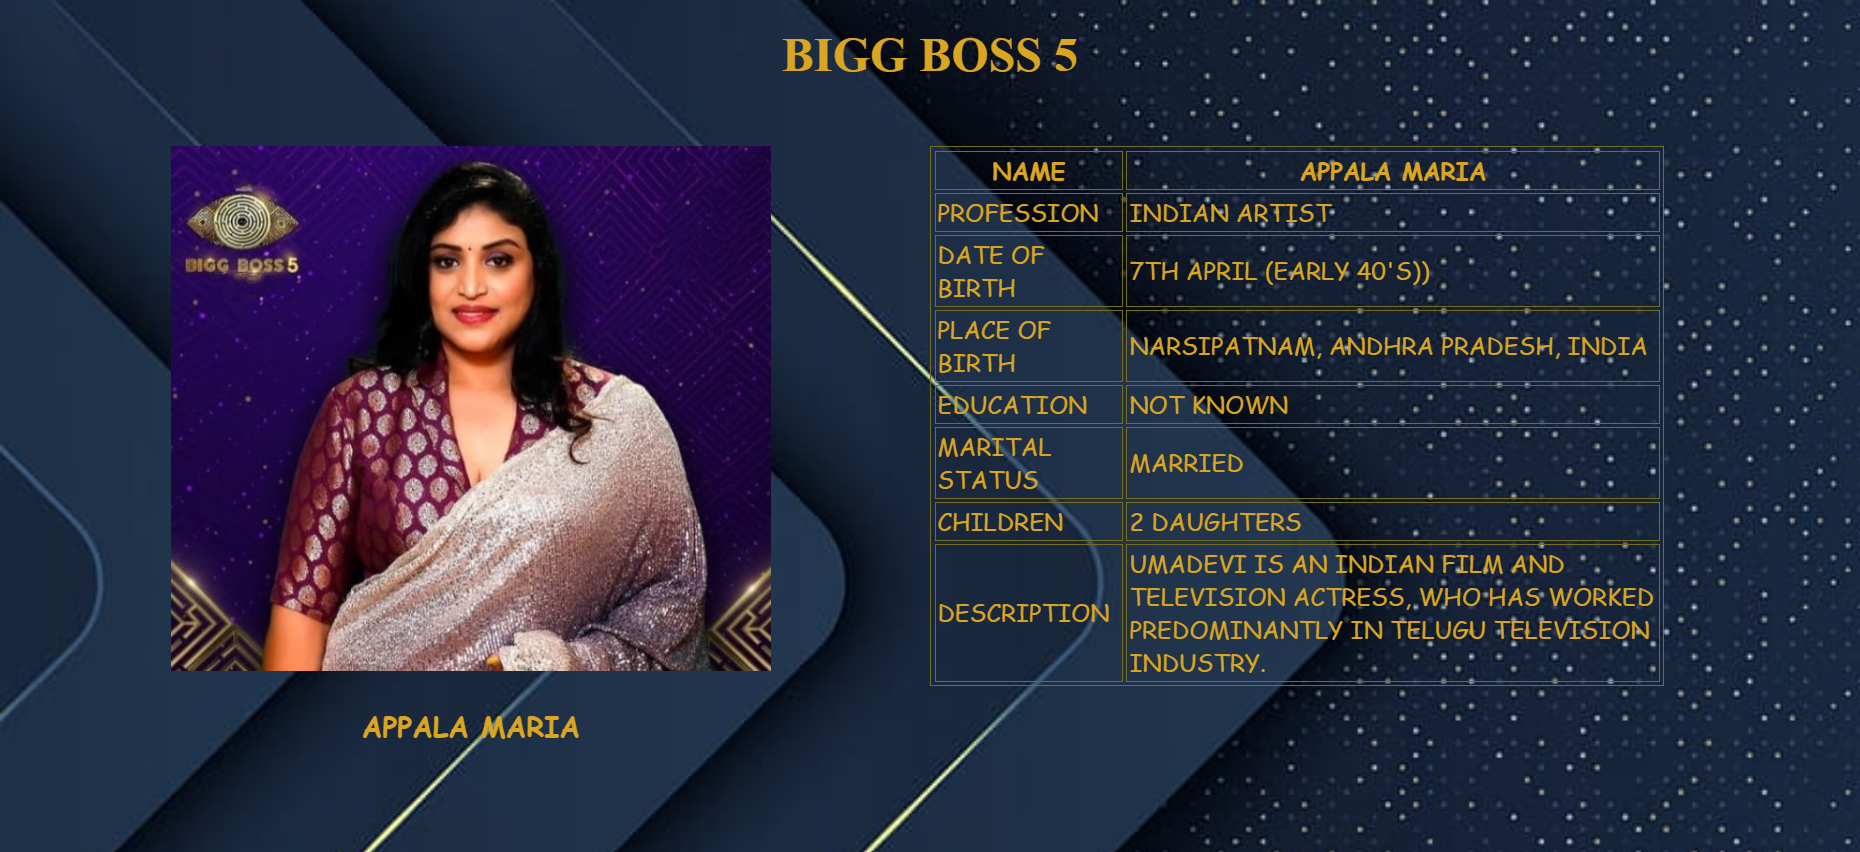 BIGG BOSS 5
BIGG BOSS 5
APPALA MARIA
NAME APPALA MARIA
PROFESSION INDIAN ARTIST
DATE OF
BIRTH
7TH APRIL (EARLY 40'S))
PLACE OF
BIRTH
NARSIPATNAM, ANDHRA PRADESH, INDIA
EDUCATION NOT KNOWN
MARITAL
STATUS
MARRIED
CHILDREN 2 DAUGHTERS
DESCRIPTION
UMADEVI IS AN INDIAN FILM AND
TELEVISION ACTRESS, WHO HAS WORKED
PREDOMINANTLY IN TELUGU TELEVISION
INDUSTRY.